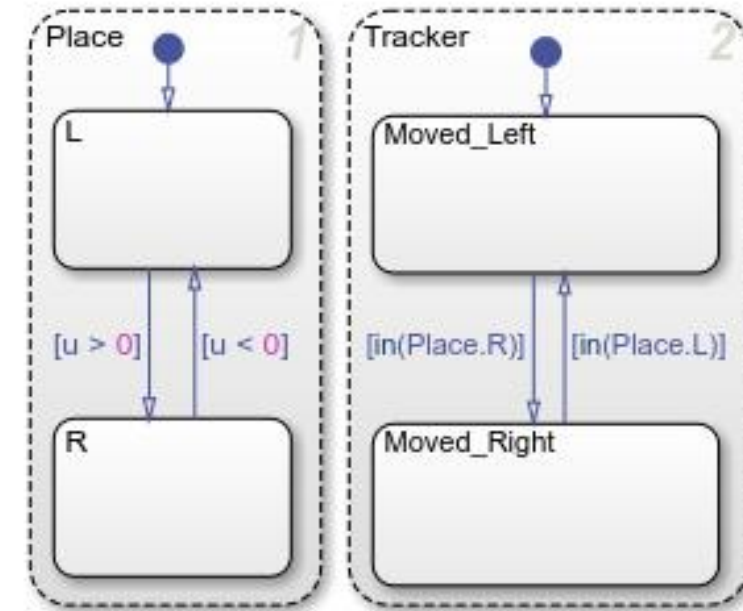 Place
1
L
[u > 0]
[u < 0]
R
Tracker
2
Moved_Left
[in(Place.R)]
[in(Place.L)]
Moved_Right